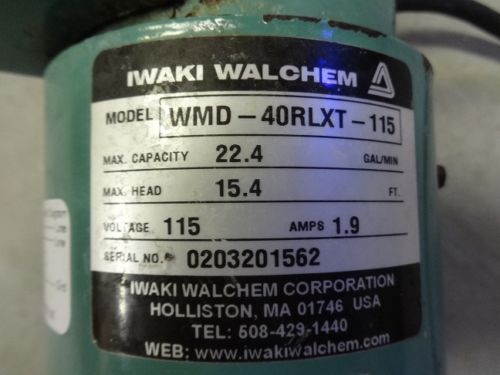 IWAKI WALCHEM
MODEL WMD-40RLXT-115
MAX. CAPACITY 22.4 GAL/MIN
MAX. HEAD 15.4 FT.
VOLTAGE 115 AMPS 1.9
SERIAL NO. 0203201562
IWAKI WALCHEM CORPORATION
HOLLISTON, MA 01746 USA
TEL: 508-429-1440
WEB: www.iwakiwalchem.com